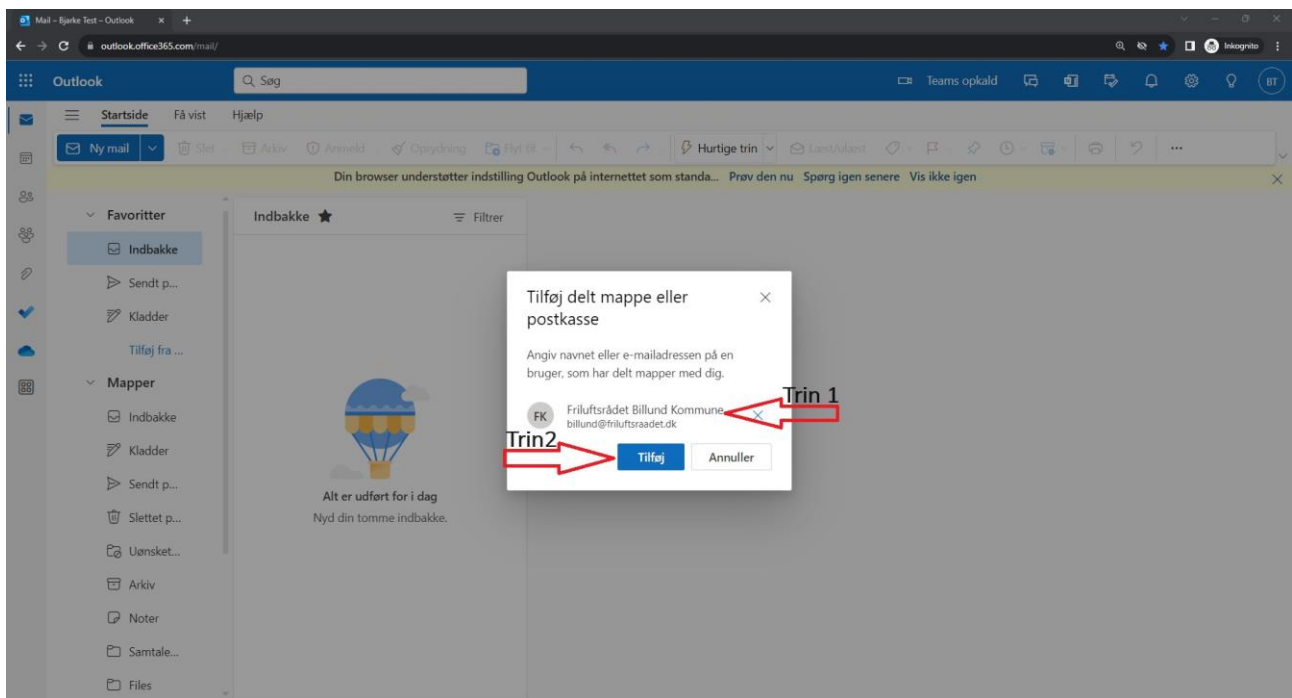 Mail – Bjarke Test – Outlook
outlook.office365.com/mail/
Inkognito
Outlook
Søg
Teams opkald
BT
Startside Få vist Hjælp
Ny mail Slet Arkiv Anmeld Oprydning Flyt til Hurtige trin Læst/ulæst
Din browser understøtter indstilling Outlook på internettet som standa... Prøv den nu Spørg igen senere Vis ikke igen
Favoritter
Indbakke
Sendt p...
Kladder
Tilføj fra ...
Mapper
Indbakke
Kladder
Sendt p...
Slettet p...
Uønsket...
Arkiv
Noter
Samtale...
Files
Indbakke
Filtrer
Alt er udført for i dag
Nyd din tomme indbakke.
Tilføj delt mappe eller
postkasse
Angiv navnet eller e-mailadressen på en
bruger, som har delt mapper med dig.
Trin 1
FK
Friluftsrådet Billund Kommune
billund@friluftsraadet.dk
Trin2
Tilføj Annuller